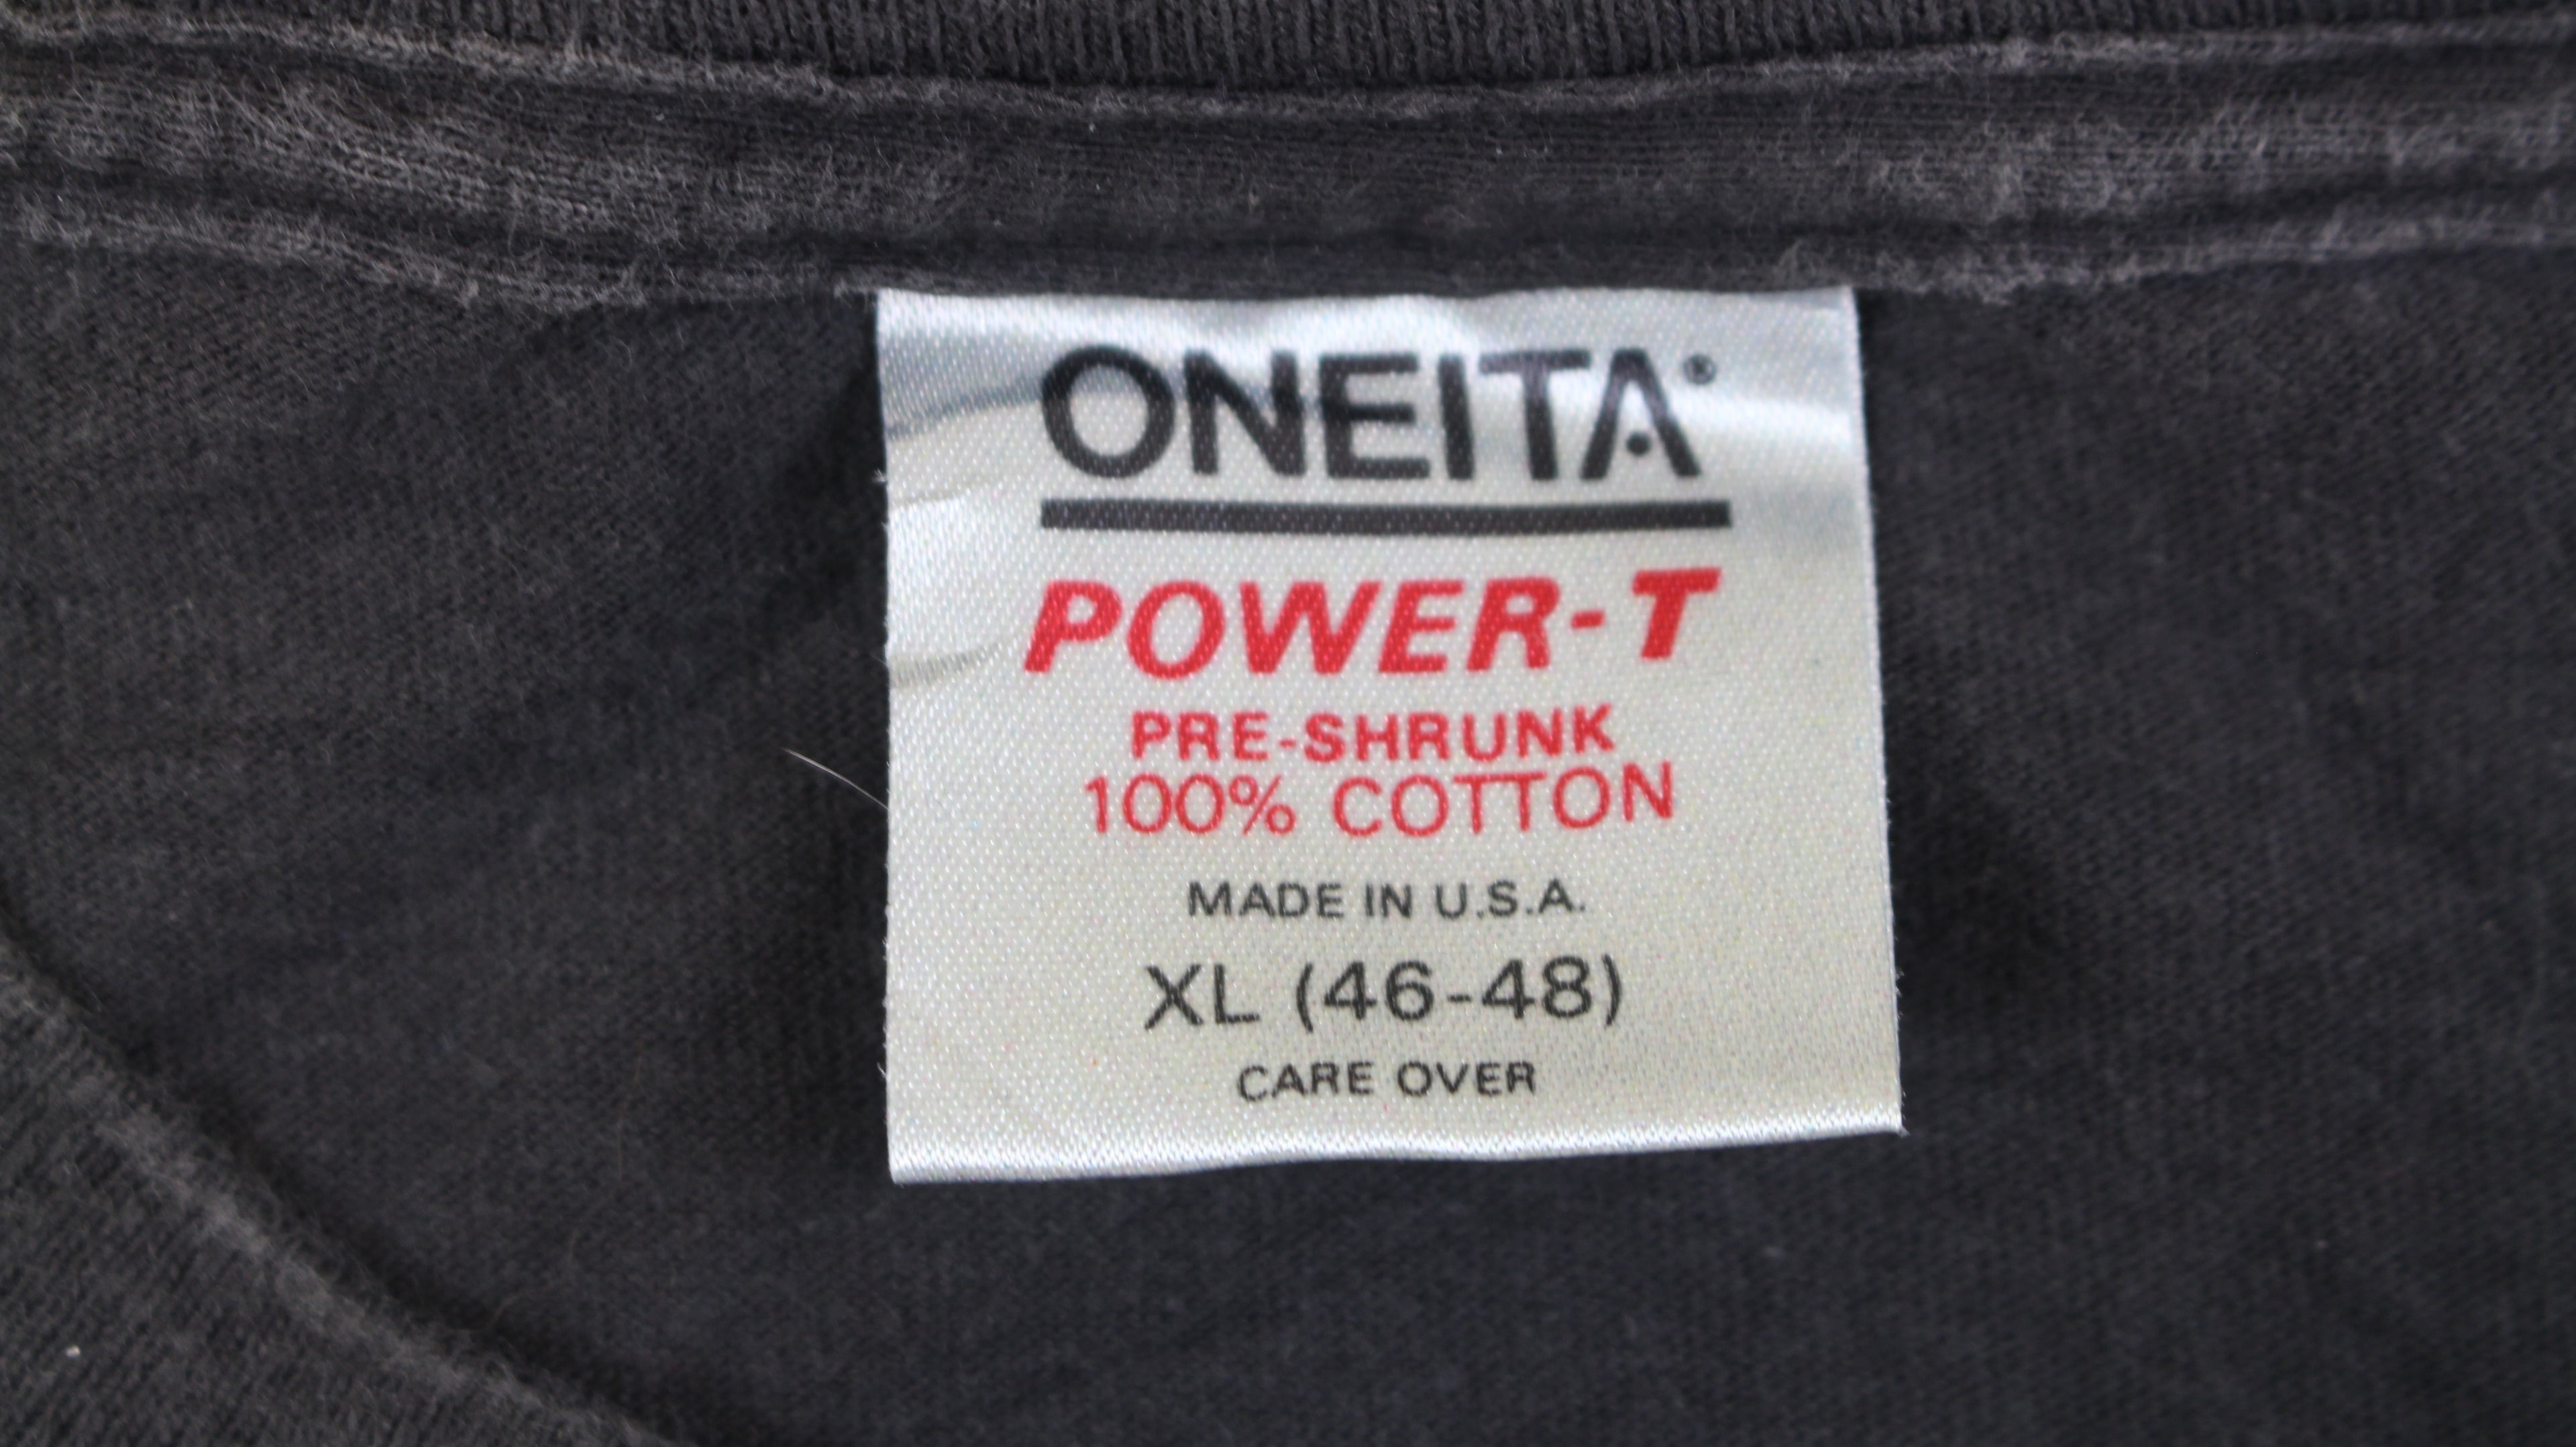 ONEITA®
POWER-T
PRE-SHRUNK
100% COTTON
MADE IN U.S.A.
XL (46-48)
CARE OVER